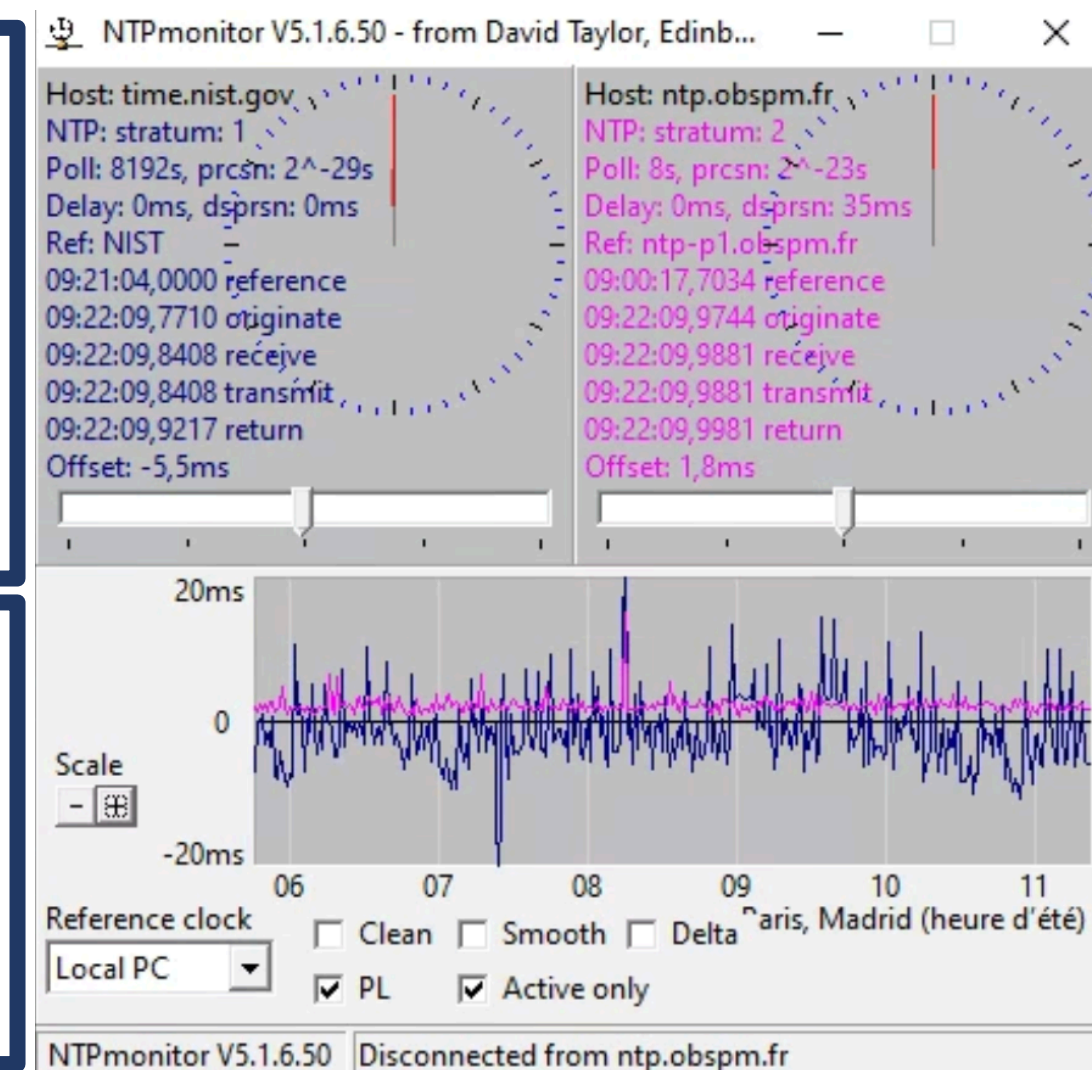 NTPmonitor V5.1.6.50 - from David Taylor, Edinb...
Host: time.nist.gov
NTP: stratum: 1
Poll: 8192s, prcsn: 2^-29s
Delay: 0ms, dsprsn: 0ms
Ref: NIST
09:21:04,0000 reference
09:22:09,7710 originate
09:22:09,8408 receive
09:22:09,8408 transmit
09:22:09,9217 return
Offset: -5,5ms
Host: ntp.obspm.fr
NTP: stratum: 2
Poll: 8s, prcsn: 2^-23s
Delay: 0ms, dsprsn: 35ms
Ref: ntp-p1.obspm.fr
09:00:17,7034 reference
09:22:09,9744 originate
09:22:09,9881 receive
09:22:09,9881 transmit
09:22:09,9981 return
Offset: 1,8ms
20ms
0
Scale
-20ms
06 07 08 09 10 11
Reference clock
Local PC
Clean Smooth Delta
Madrid (heure d'été)
PL Active only
NTPmonitor V5.1.6.50 Disconnected from ntp.obspm.fr